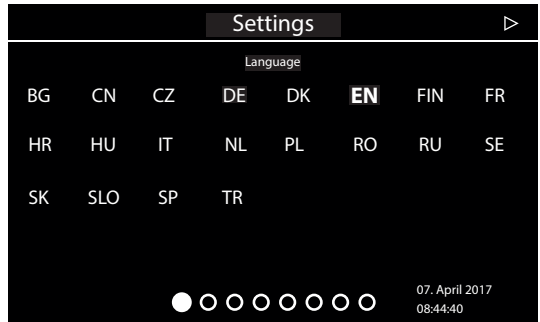 Settings
Language
BG CN CZ DE DK EN FIN FR
HR HU IT NL PL RO RU SE
SK SLO SP TR
07. April 2017
08:44:40